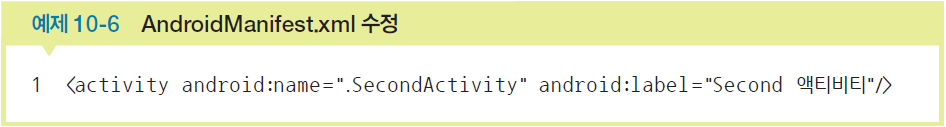 예제 10-6 AndroidManifest.xml 수정
1 <activity android:name=".SecondActivity" android:label="Second 액티비티"/>